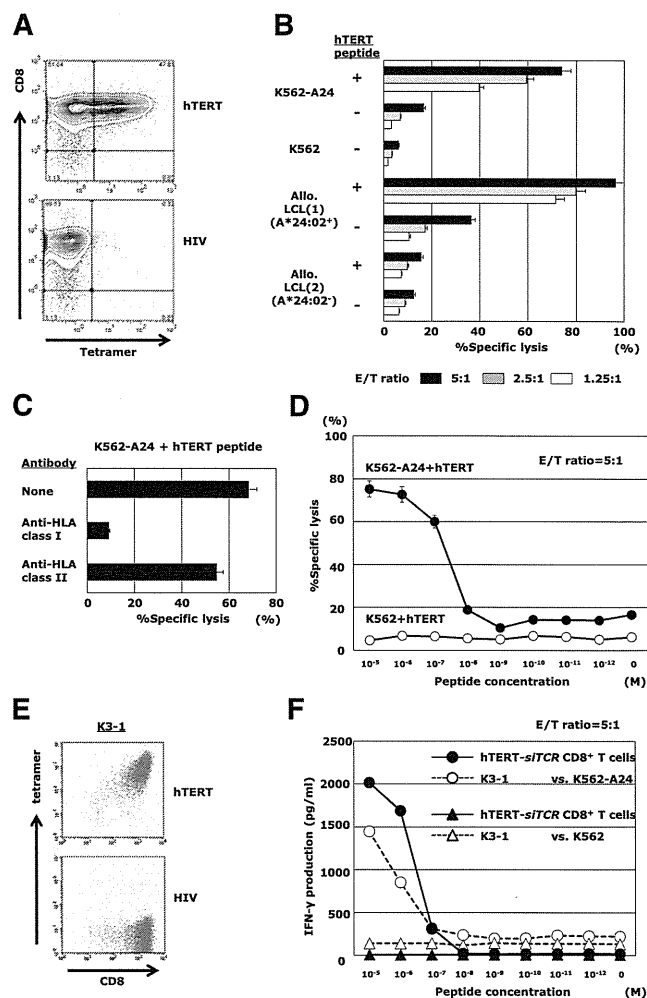 A
CD8
hTERT
HIV
Tetramer
B
hTERT
peptide
K562-A24
+
-
K562
-
Allo.
LCL(1)
(A*24:02+)
+
-
Allo.
LCL(2)
(A*24:02-)
+
-
0 20 40 60 80 100
%Specific lysis (%)
E/T ratio 5:1 2.5:1 1.25:1
C
K562-A24 + hTERT peptide
Antibody
None
Anti-HLA
class I
Anti-HLA
class II
0 20 40 60 80
%Specific lysis (%)
D
(%)
E/T ratio=5:1
K562-A24+hTERT
K562+hTERT
%Specific lysis
100
80
60
40
20
0
10⁻⁵ 10⁻⁶ 10⁻⁷ 10⁻⁸ 10⁻⁹ 10⁻¹⁰ 10⁻¹¹ 10⁻¹² 0
Peptide concentration (M)
E
K3-1
tetramer
hTERT
HIV
CD8
F
E/T ratio=5:1
hTERT-siTCR CD8+ T cells
K3-1 vs. K562-A24
hTERT-siTCR CD8+ T cells
K3-1 vs. K562
IFN-γ production (pg/ml)
2500
2000
1500
1000
500
0
10⁻⁵ 10⁻⁶ 10⁻⁷ 10⁻⁸ 10⁻⁹ 10⁻¹⁰ 10⁻¹¹ 10⁻¹² 0
Peptide concentration (M)